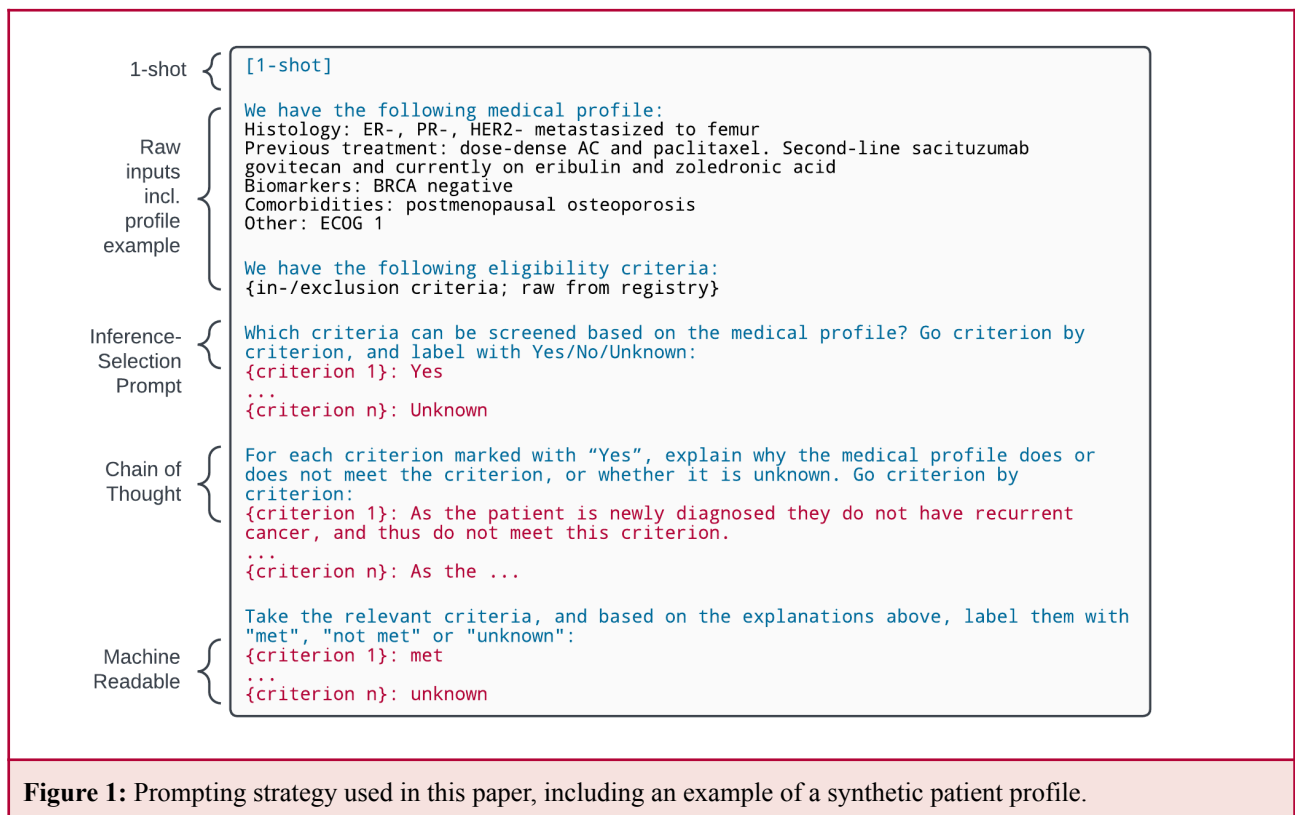 1-shot
[1-shot]
Raw
inputs
incl.
profile
example
We have the following medical profile:
Histology: ER-, PR-, HER2- metastasized to femur
Previous treatment: dose-dense AC and paclitaxel. Second-line sacituzumab
govitecan and currently on eribulin and zoledronic acid
Biomarkers: BRCA negative
Comorbidities: postmenopausal osteoporosis
Other: ECOG 1
We have the following eligibility criteria:
{in-/exclusion criteria; raw from registry}
Inference-
Selection
Prompt
Which criteria can be screened based on the medical profile? Go criterion by
criterion, and label with Yes/No/Unknown:
{criterion 1}: Yes
...
{criterion n}: Unknown
Chain of
Thought
For each criterion marked with “Yes”, explain why the medical profile does or
does not meet the criterion, or whether it is unknown. Go criterion by
criterion:
{criterion 1}: As the patient is newly diagnosed they do not have recurrent
cancer, and thus do not meet this criterion.
...
{criterion n}: As the ...
Machine
Readable
Take the relevant criteria, and based on the explanations above, label them with
"met", "not met" or "unknown":
{criterion 1}: met
...
{criterion n}: unknown
Figure 1: Prompting strategy used in this paper, including an example of a synthetic patient profile.